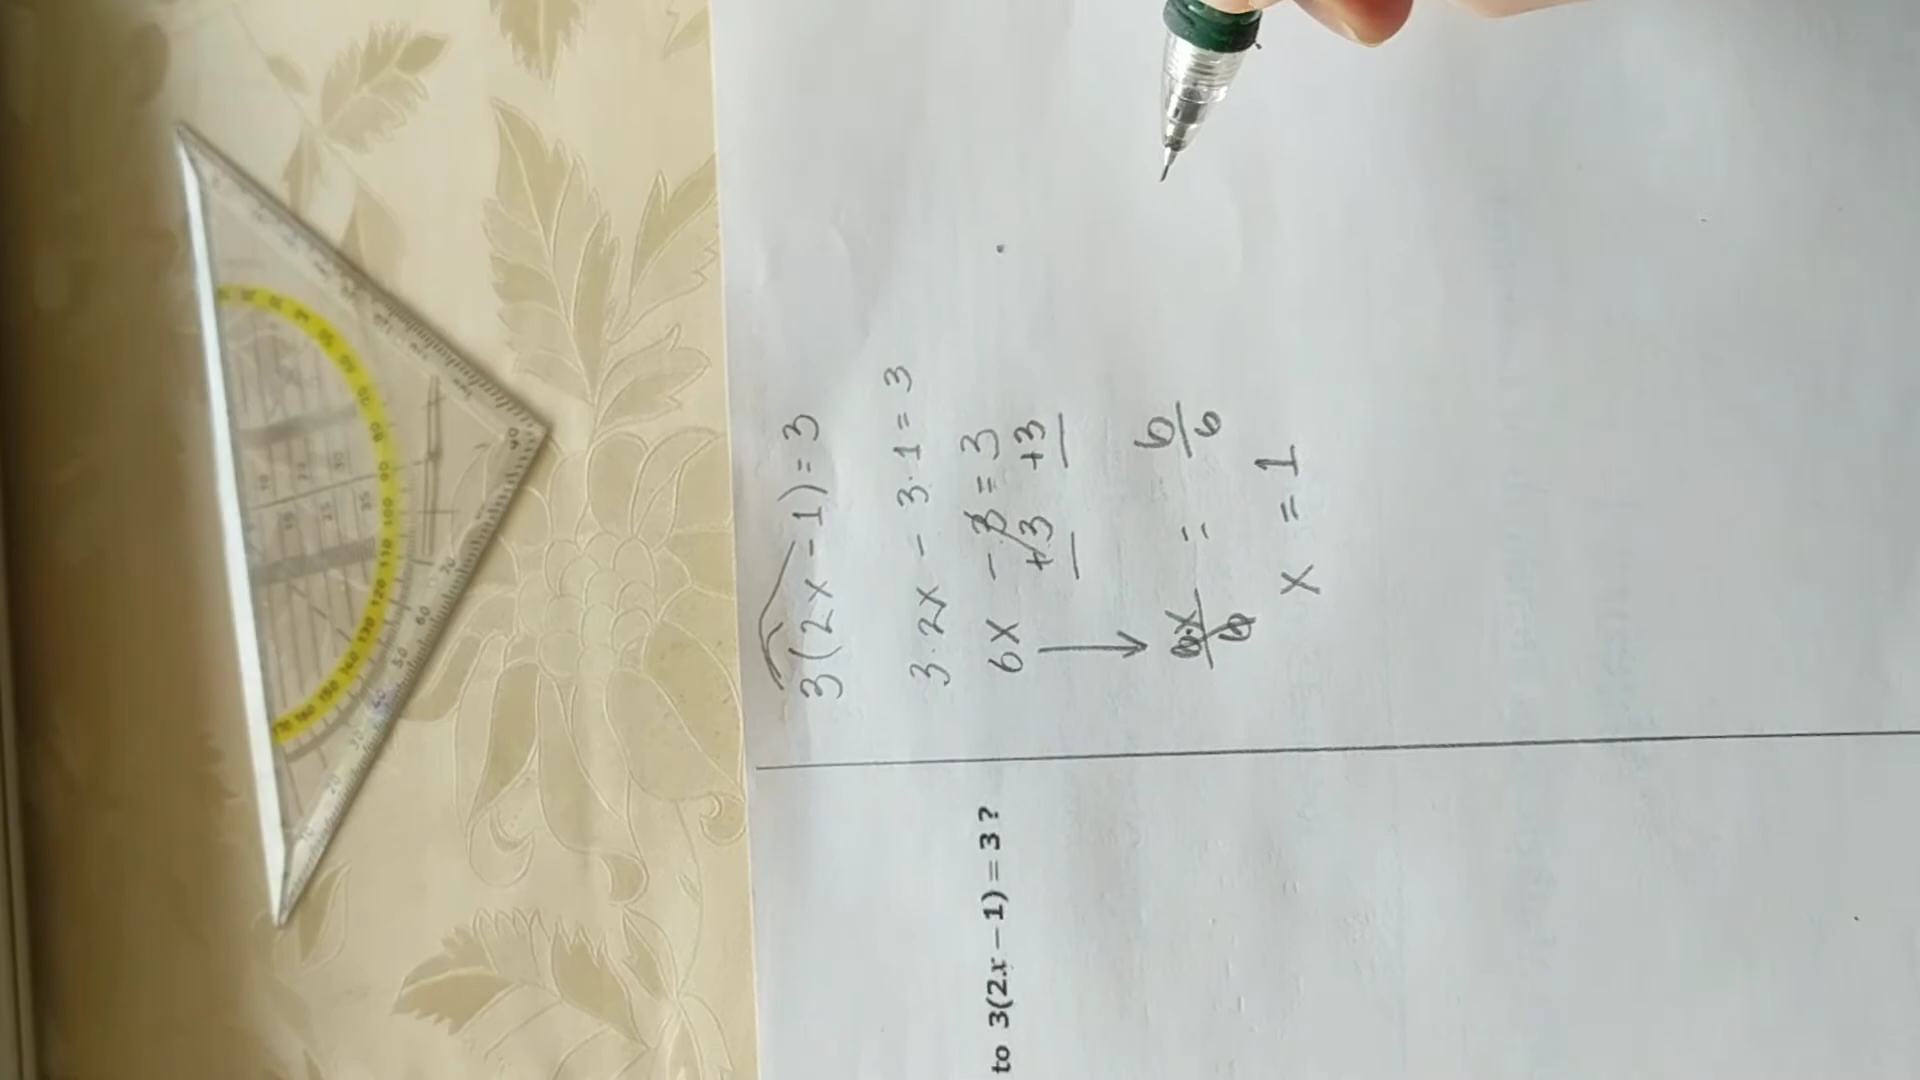 to 3(2x − 1) = 3 ?
3(2x - 1) = 3
3·2x - 3·1 = 3
6x - 3 = 3
+3 +3
6x/6 = 6/6
x = 1